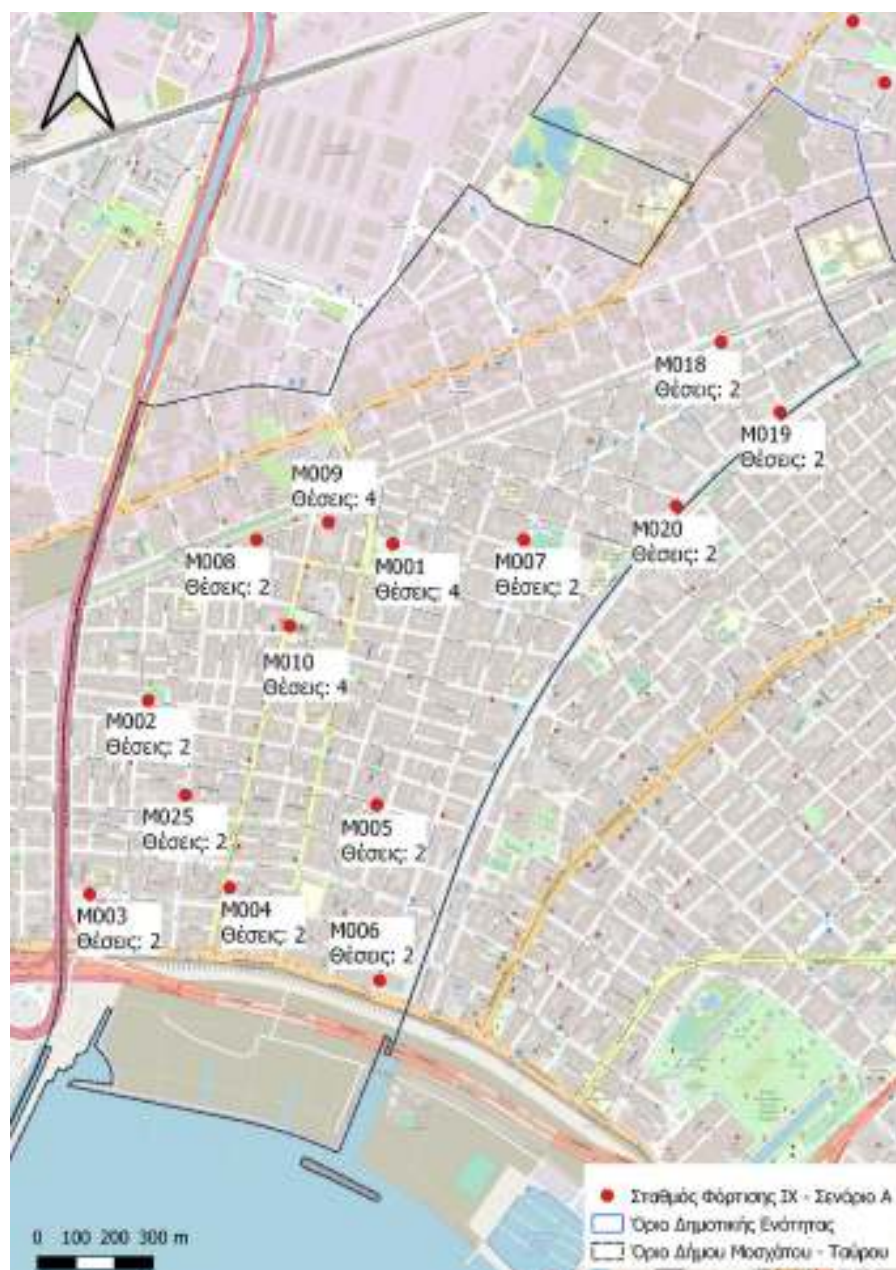 M018
Θέσεις: 2
M019
Θέσεις: 2
M009
Θέσεις: 4
M020
Θέσεις: 2
M008
Θέσεις: 2
M001
Θέσεις: 4
M007
Θέσεις: 2
M010
Θέσεις: 4
M002
Θέσεις: 2
M025
Θέσεις: 2
M005
Θέσεις: 2
M003
Θέσεις: 2
M004
Θέσεις: 2
M006
Θέσεις: 2
Σταθμός Φόρτισης ΙΧ - Σενάριο Α
Όριο Δημοτικής Ενότητας
Όριο Δήμου Μοσχάτου - Ταύρου
0 100 200 300 m